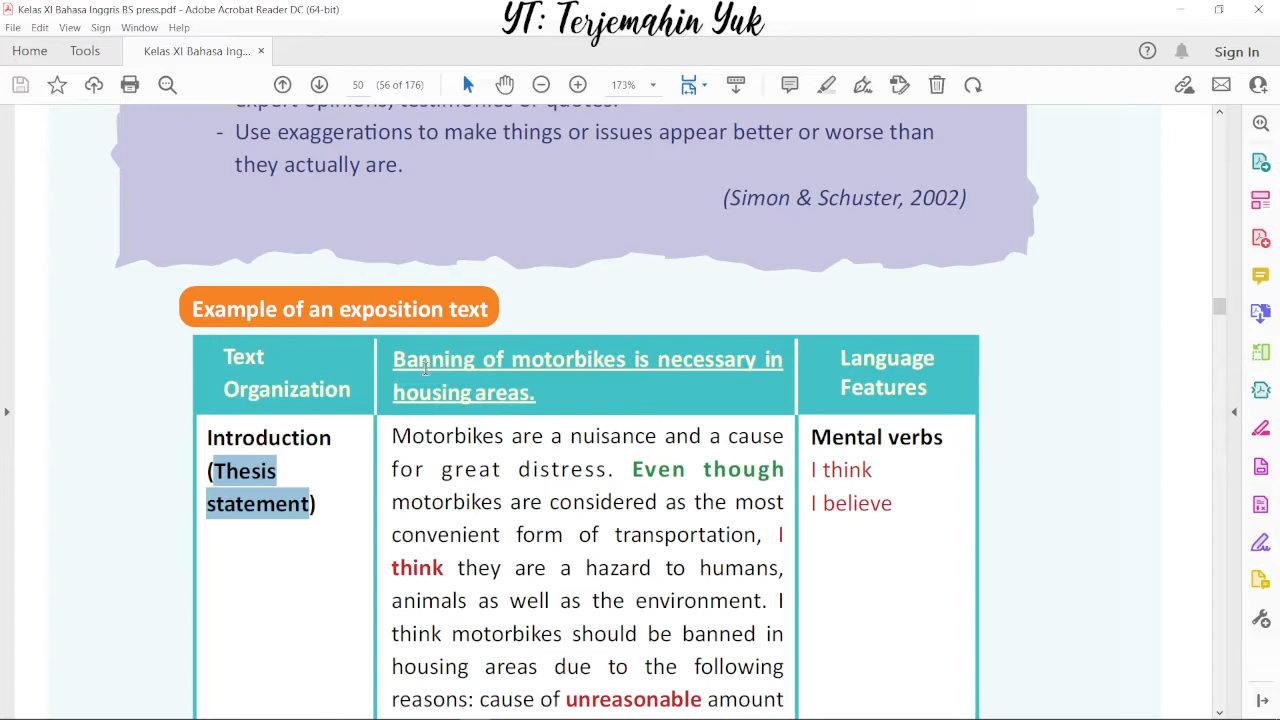 Kelas XI Bahasa Inggris BS press.pdf - Adobe Acrobat Reader DC (64-bit)
YT: Terjemahin Yuk
File Edit View Sign Window Help
Home Tools Kelas XI Bahasa Ing... × Sign In
50 (56 of 176) 173%
expert opinions, testimonies or quotes.
- Use exaggerations to make things or issues appear better or worse than
they actually are.
(Simon & Schuster, 2002)
Example of an exposition text
Text
Organization
Banning of motorbikes is necessary in
housing areas.
Language
Features
Introduction
(Thesis
statement)
Motorbikes are a nuisance and a cause
for great distress. Even though
motorbikes are considered as the most
convenient form of transportation, I
think they are a hazard to humans,
animals as well as the environment. I
think motorbikes should be banned in
housing areas due to the following
reasons: cause of unreasonable amount
Mental verbs
I think
I believe